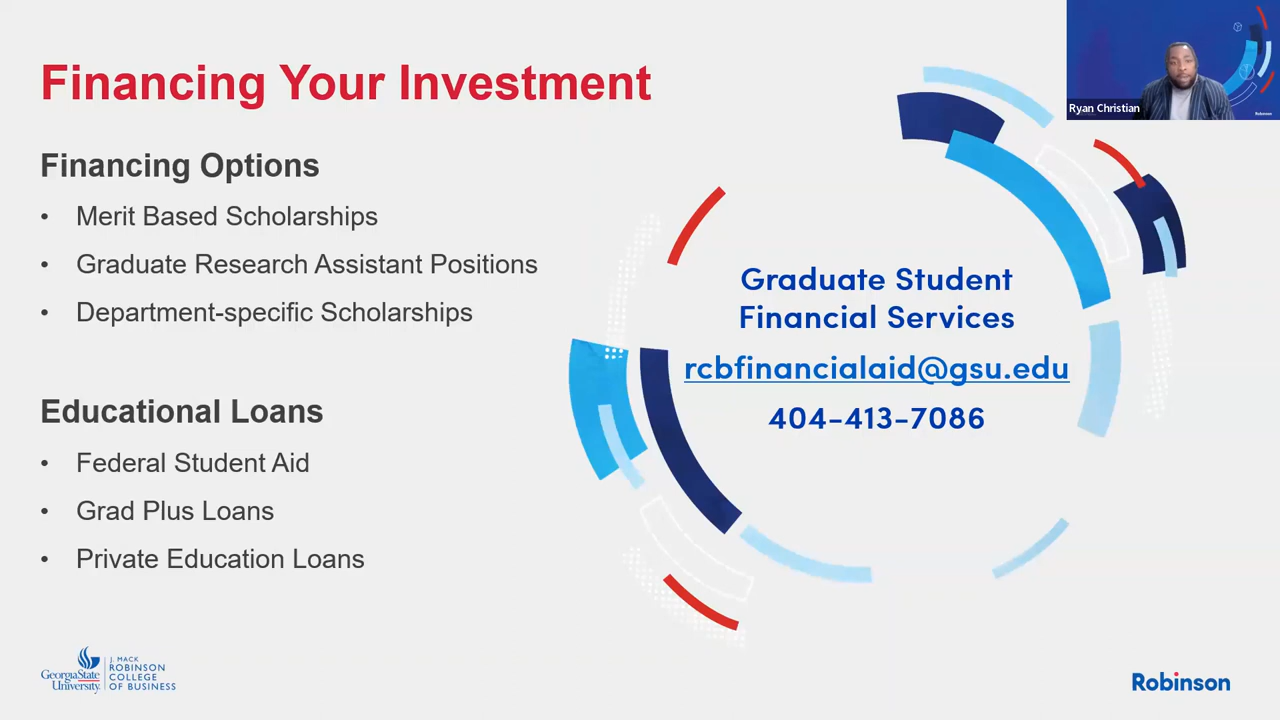 Financing Your Investment
Ryan Christian
Robinson
Financing Options
• Merit Based Scholarships
• Graduate Research Assistant Positions
• Department-specific Scholarships
Graduate Student
Financial Services
rcbfinancialaid@gsu.edu
404-413-7086
Educational Loans
• Federal Student Aid
• Grad Plus Loans
• Private Education Loans
GeorgiaState
University
J. MACK
ROBINSON
COLLEGE
OF BUSINESS
Robinson